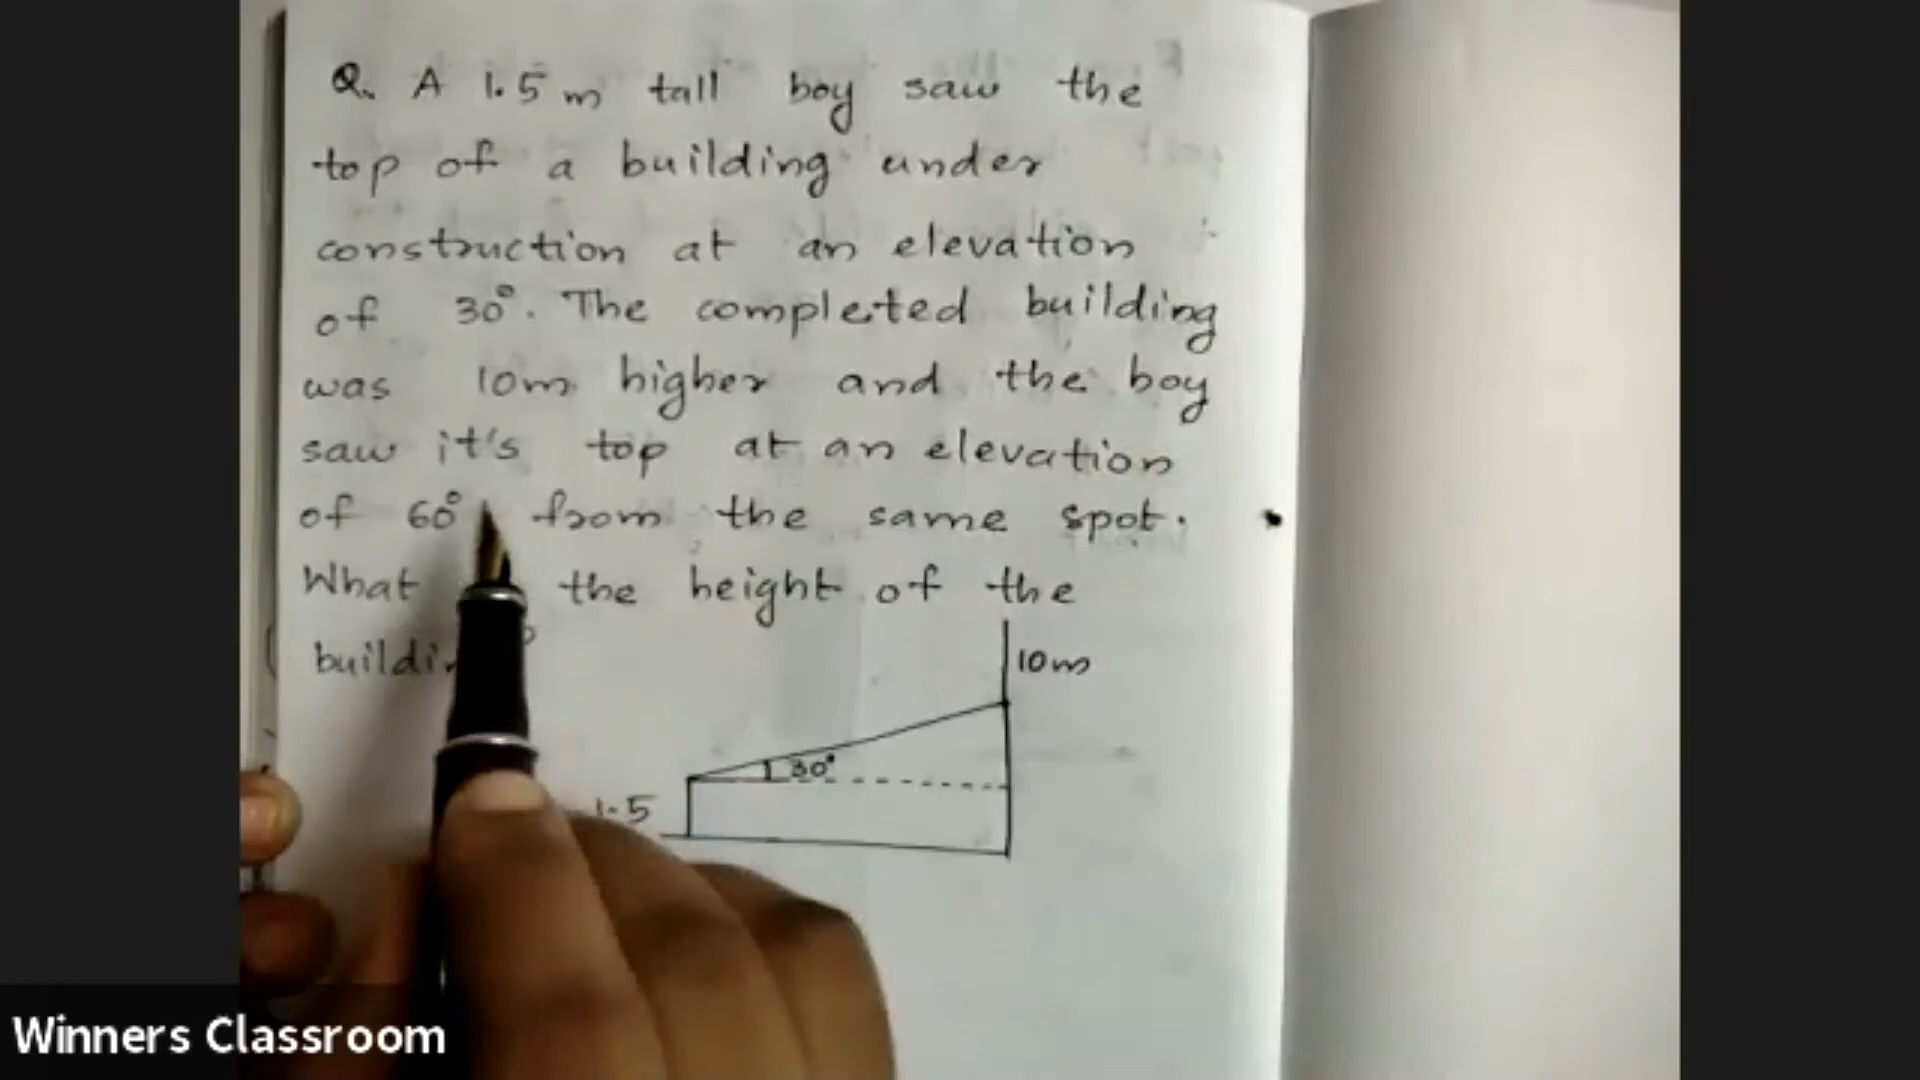 Q. A 1.5 m tall boy saw the
top of a building under
construction at an elevation
of 30°. The completed building
was 10m higher and the boy
saw it's top at an elevation
of 60° from the same spot.
What the height of the
10m
30°
1.5
Winners Classroom